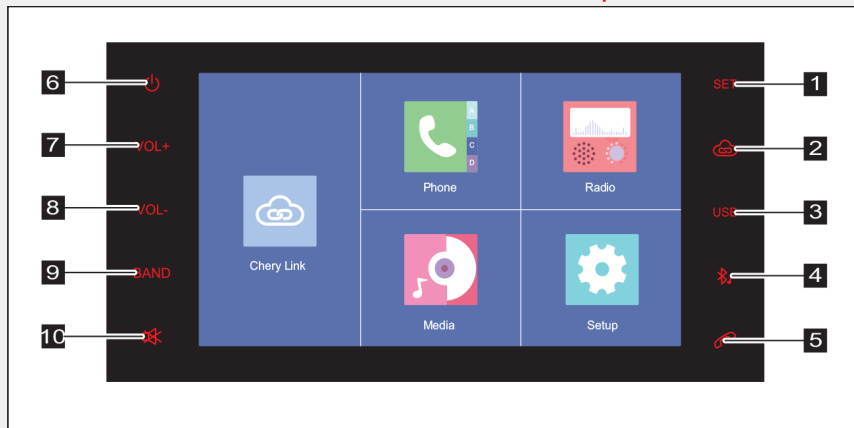 6
SET
1
A
B
C
D
7
VOL+
2
Phone
Radio
8
VOL-
USB
3
Chery Link
9
BAND
4
Media
Setup
10
5